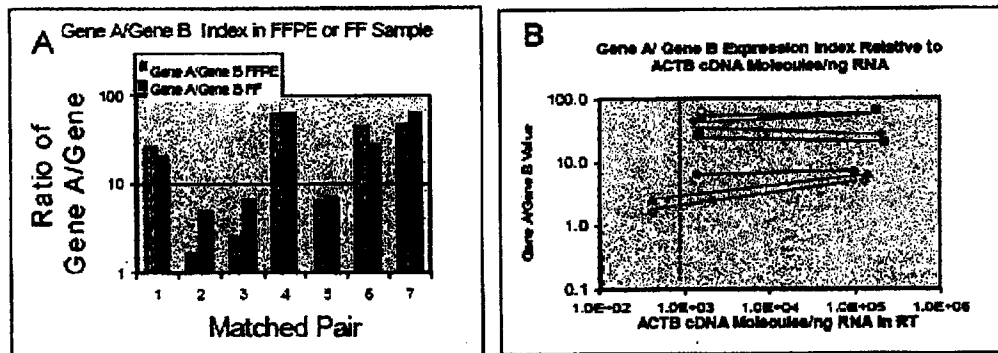 A
Gene A/Gene B Index in FFPE or FF Sample
Gene A/Gene B FFPE
Gene A/Gene B FF
Ratio of
Gene A/Gene
100
10
1
1 2 3 4 5 6 7
Matched Pair
B
Gene A/ Gene B Expression Index Relative to
ACTB cDNA Molecules/ng RNA
Gene A/Gene B Value
100.0
10.0
1.0
0.1
1.0E+02 1.0E+03 1.0E+04 1.0E+05 1.0E+06
ACTB cDNA Molecules/ng RNA in RT